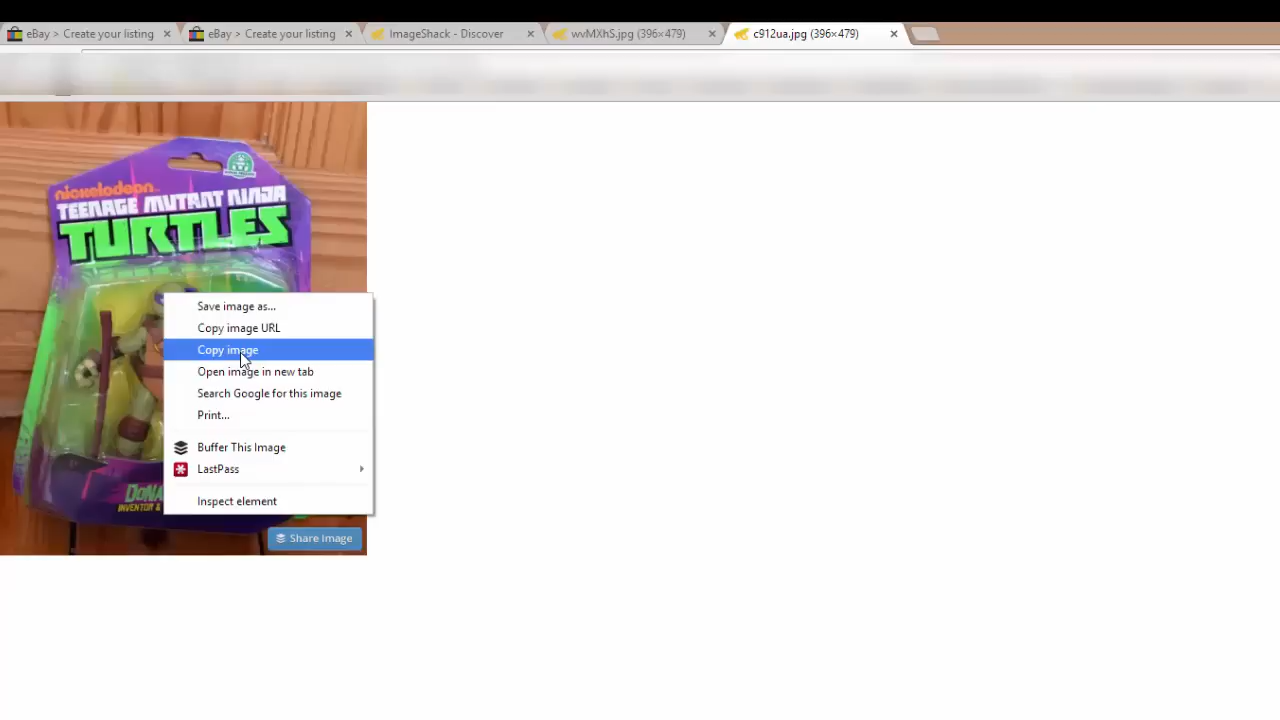 eBay > Create your listing
eBay > Create your listing
ImageShack - Discover
wvMXhS.jpg (396×479)
c912ua.jpg (396×479)
nickelodeon
TEENAGE MUTANT NINJA
TURTLES
Save image as...
Copy image URL
Copy image
Open image in new tab
Search Google for this image
Print...
Buffer This Image
LastPass
Inspect element
INVENTOR &
Share Image